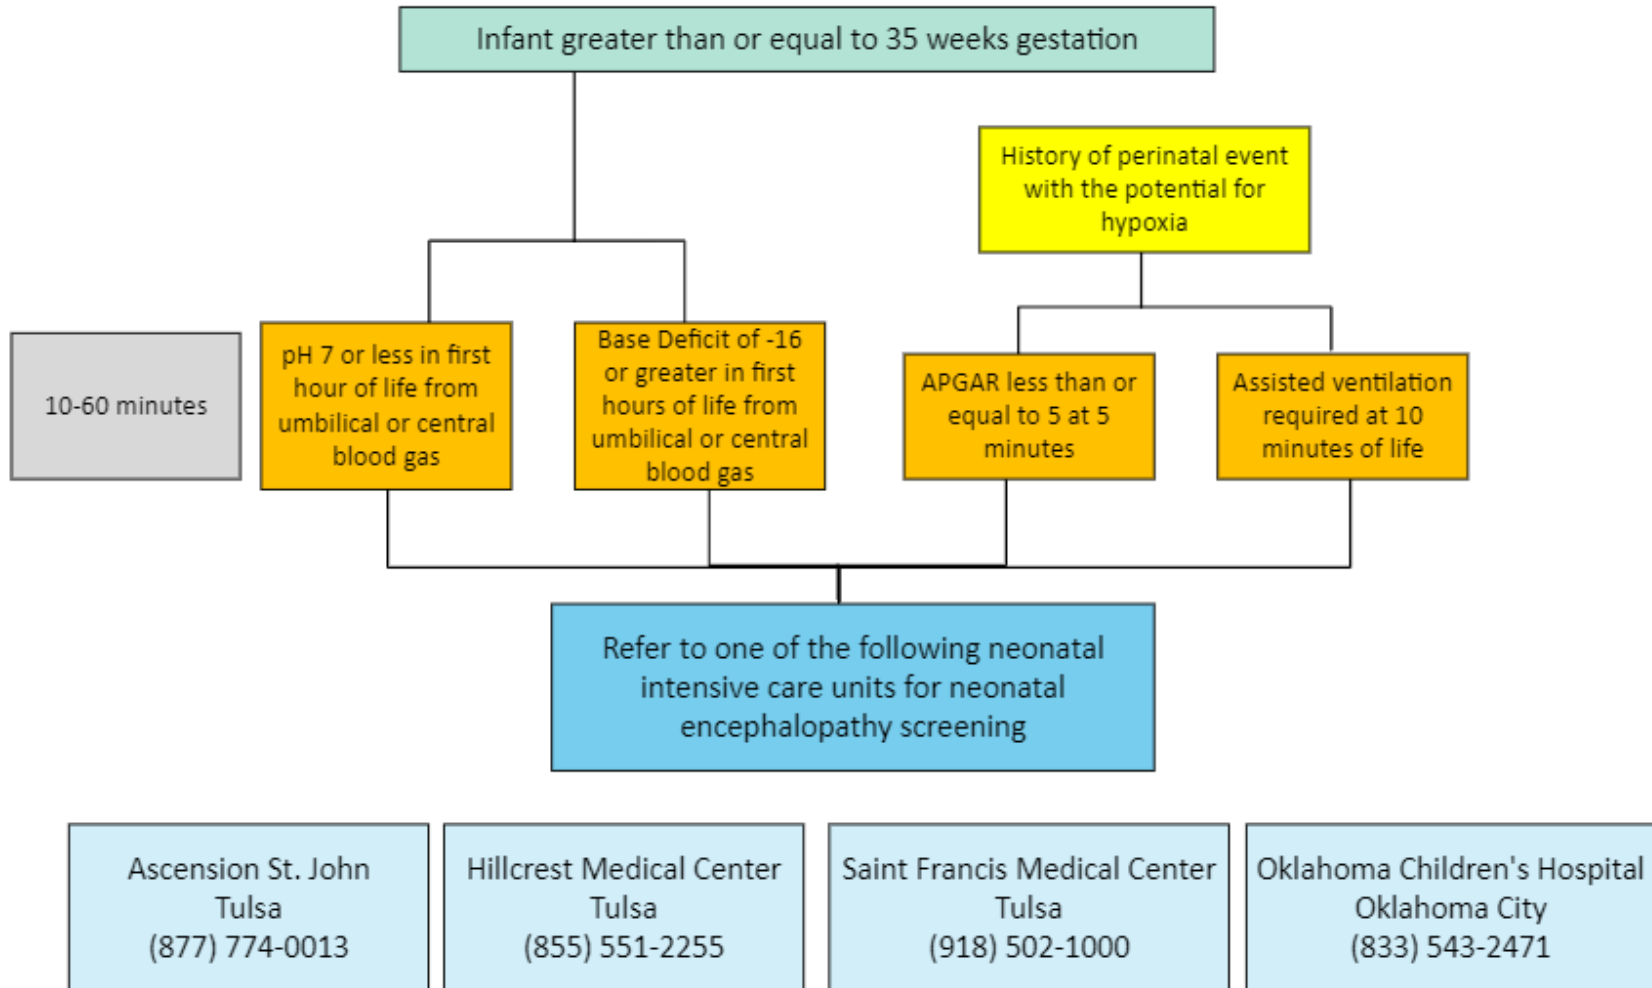 Infant greater than or equal to 35 weeks gestation
History of perinatal event
with the potential for
hypoxia
10-60 minutes
pH 7 or less in first
hour of life from
umbilical or central
blood gas
Base Deficit of -16
or greater in first
hours of life from
umbilical or central
blood gas
APGAR less than or
equal to 5 at 5
minutes
Assisted ventilation
required at 10
minutes of life
Refer to one of the following neonatal
intensive care units for neonatal
encephalopathy screening
Ascension St. John
Tulsa
(877) 774-0013
Hillcrest Medical Center
Tulsa
(855) 551-2255
Saint Francis Medical Center
Tulsa
(918) 502-1000
Oklahoma Children's Hospital
Oklahoma City
(833) 543-2471